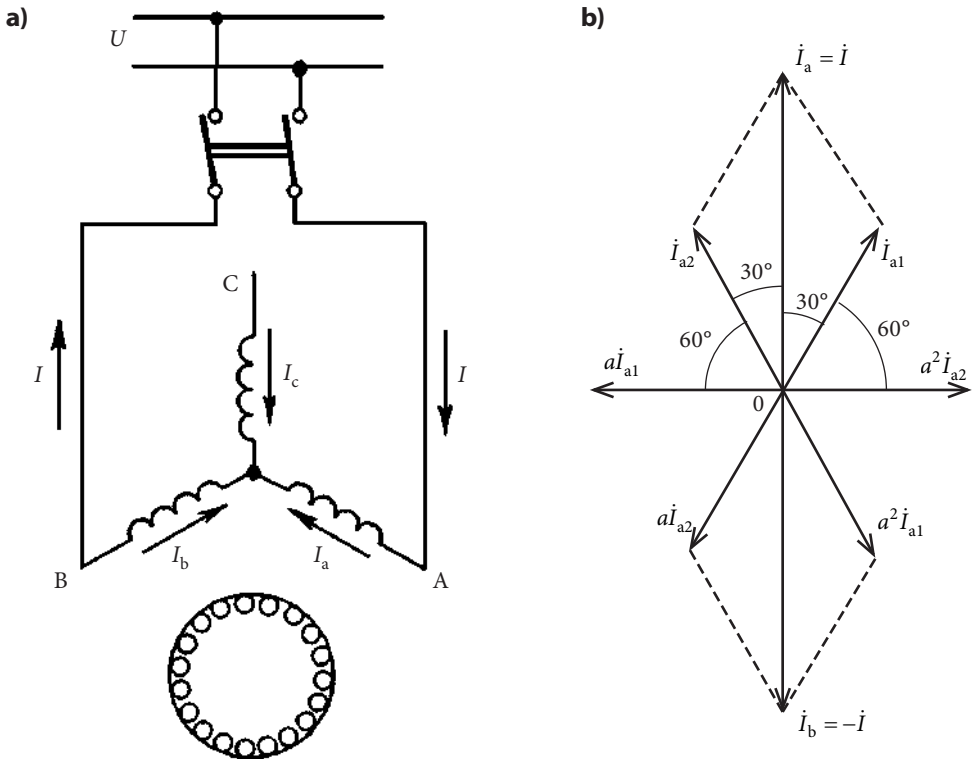 a)
U
C
I
I_c
I
I_b
I_a
B
A
b)
İ_a = İ
İ_a2
İ_a1
30°
30°
60°
60°
aİ_a1
a²İ_a2
0
aİ_a2
a²İ_a1
İ_b = –İ